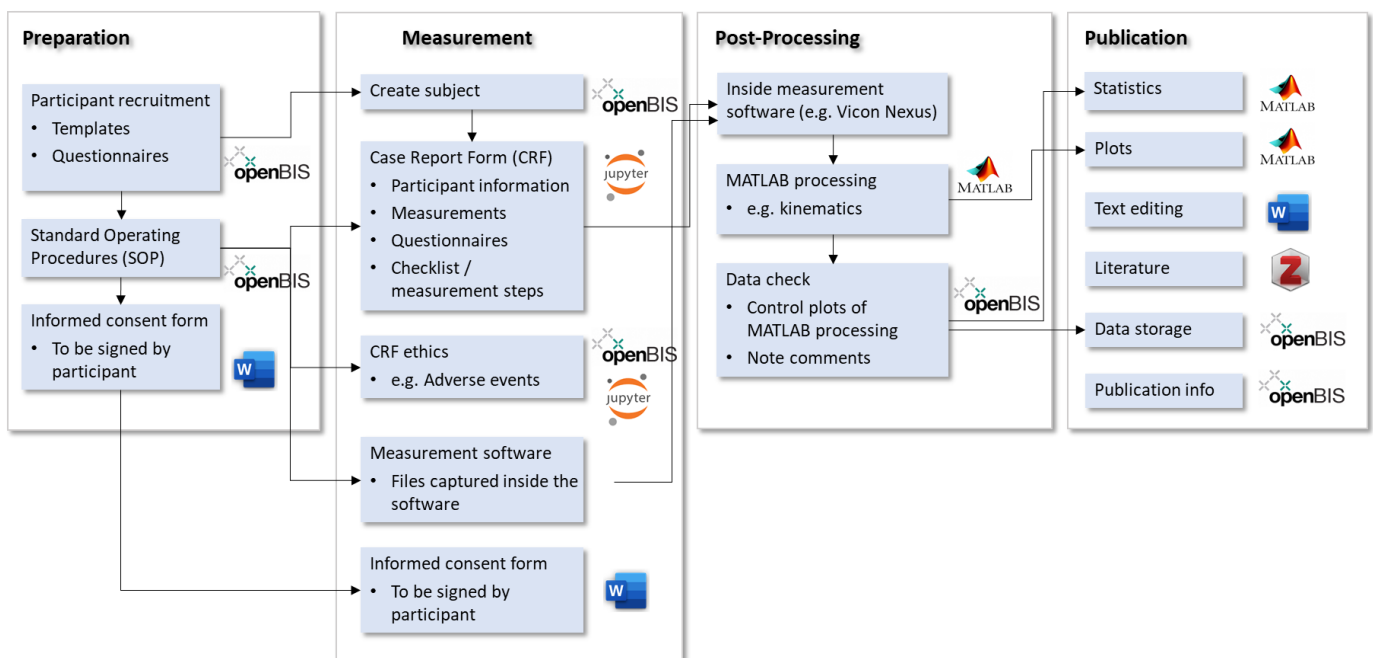 Preparation
Participant recruitment
• Templates
• Questionnaires
openBIS
Standard Operating
Procedures (SOP)
openBIS
Informed consent form
• To be signed by
participant
W
Measurement
Create subject
openBIS
Case Report Form (CRF)
• Participant information
• Measurements
• Questionnaires
• Checklist /
measurement steps
jupyter
CRF ethics
• e.g. Adverse events
openBIS
jupyter
Measurement software
• Files captured inside the
software
Informed consent form
• To be signed by
participant
W
Post-Processing
Inside measurement
software (e.g. Vicon Nexus)
MATLAB processing
• e.g. kinematics
MATLAB
Data check
• Control plots of
MATLAB processing
• Note comments
openBIS
Publication
Statistics
MATLAB
Plots
MATLAB
Text editing
W
Literature
Z
Data storage
openBIS
Publication info
openBIS